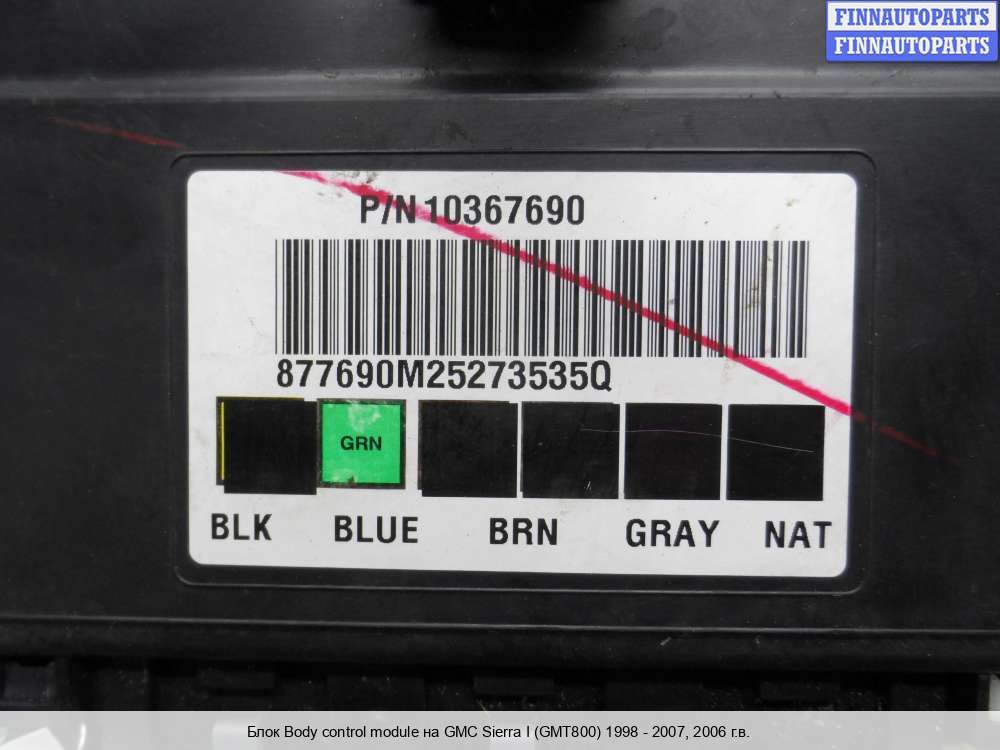 FINNAUTOPARTS
FINNAUTOPARTS
P/N 10367690
877690M25273535Q
GRN
BLK BLUE BRN GRAY NAT
Блок Body control module на GMC Sierra I (GMT800) 1998 - 2007, 2006 г.в.